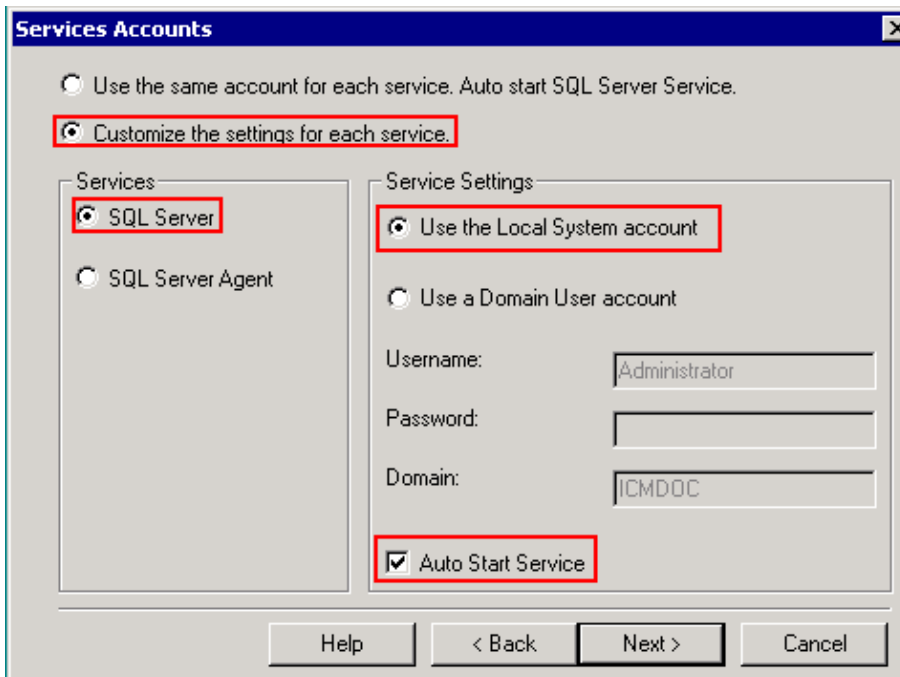 Services Accounts
Use the same account for each service. Auto start SQL Server Service.
Customize the settings for each service.
Services
SQL Server
SQL Server Agent
Service Settings
Use the Local System account
Use a Domain User account
Username:
Administrator
Password:
Domain:
ICMDOC
Auto Start Service
Help
< Back
Next >
Cancel